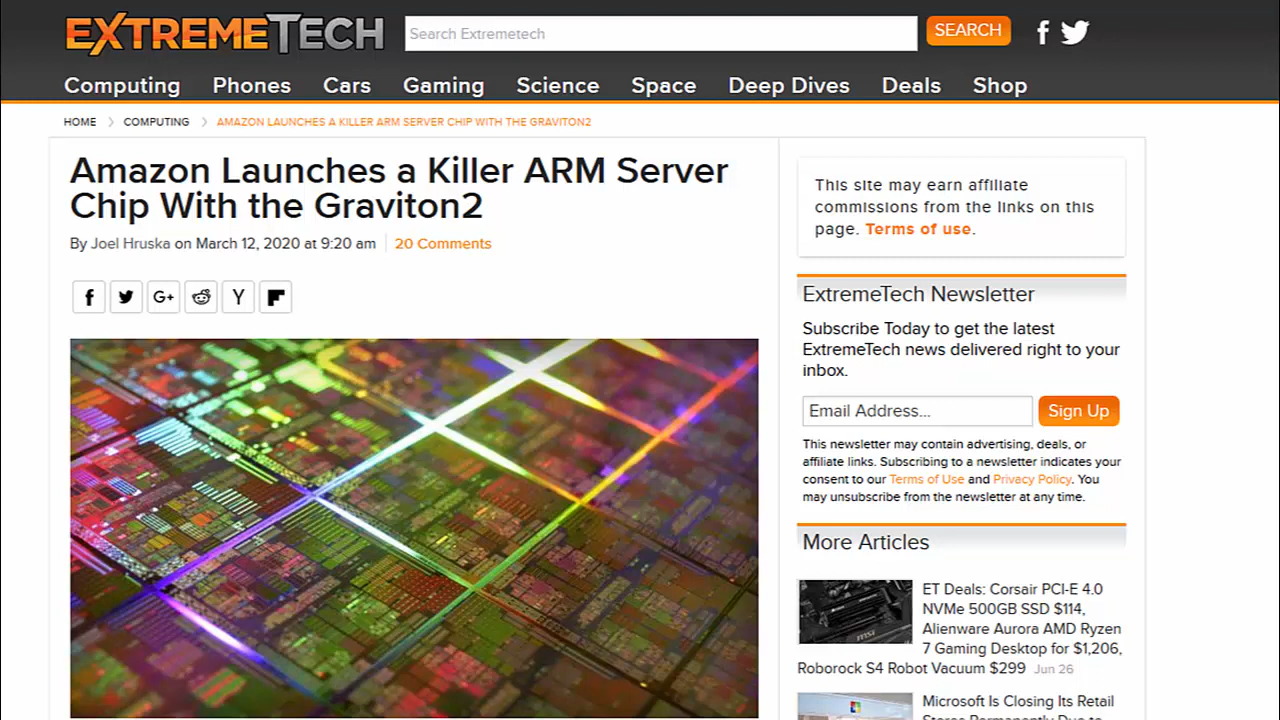 EXTREMETECH
Search Extremetech
SEARCH
Computing Phones Cars Gaming Science Space Deep Dives Deals Shop
HOME COMPUTING AMAZON LAUNCHES A KILLER ARM SERVER CHIP WITH THE GRAVITON2
Amazon Launches a Killer ARM Server
Chip With the Graviton2
By Joel Hruska on March 12, 2020 at 9:20 am 20 Comments
G+
Y
This site may earn affiliate
commissions from the links on this
page. Terms of use.
ExtremeTech Newsletter
Subscribe Today to get the latest
ExtremeTech news delivered right to your
inbox.
Email Address...
Sign Up
This newsletter may contain advertising, deals, or
affiliate links. Subscribing to a newsletter indicates your
consent to our Terms of Use and Privacy Policy. You
may unsubscribe from the newsletter at any time.
More Articles
ET Deals: Corsair PCI-E 4.0
NVMe 500GB SSD $114,
Alienware Aurora AMD Ryzen
7 Gaming Desktop for $1,206,
Roborock S4 Robot Vacuum $299 Jun 26
msi
Microsoft Is Closing Its Retail
Stores Permanently Due to